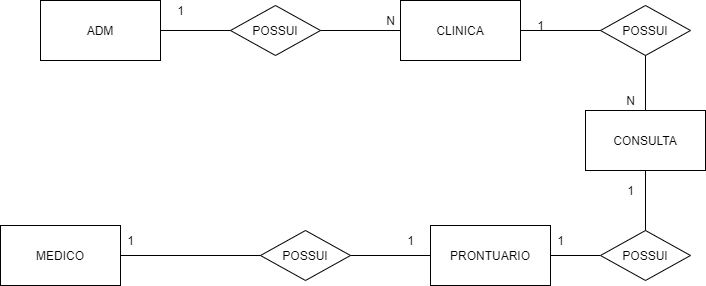 1
N
ADM
POSSUI
CLINICA
1
POSSUI
N
CONSULTA
1
1
1
1
MEDICO
POSSUI
PRONTUARIO
POSSUI